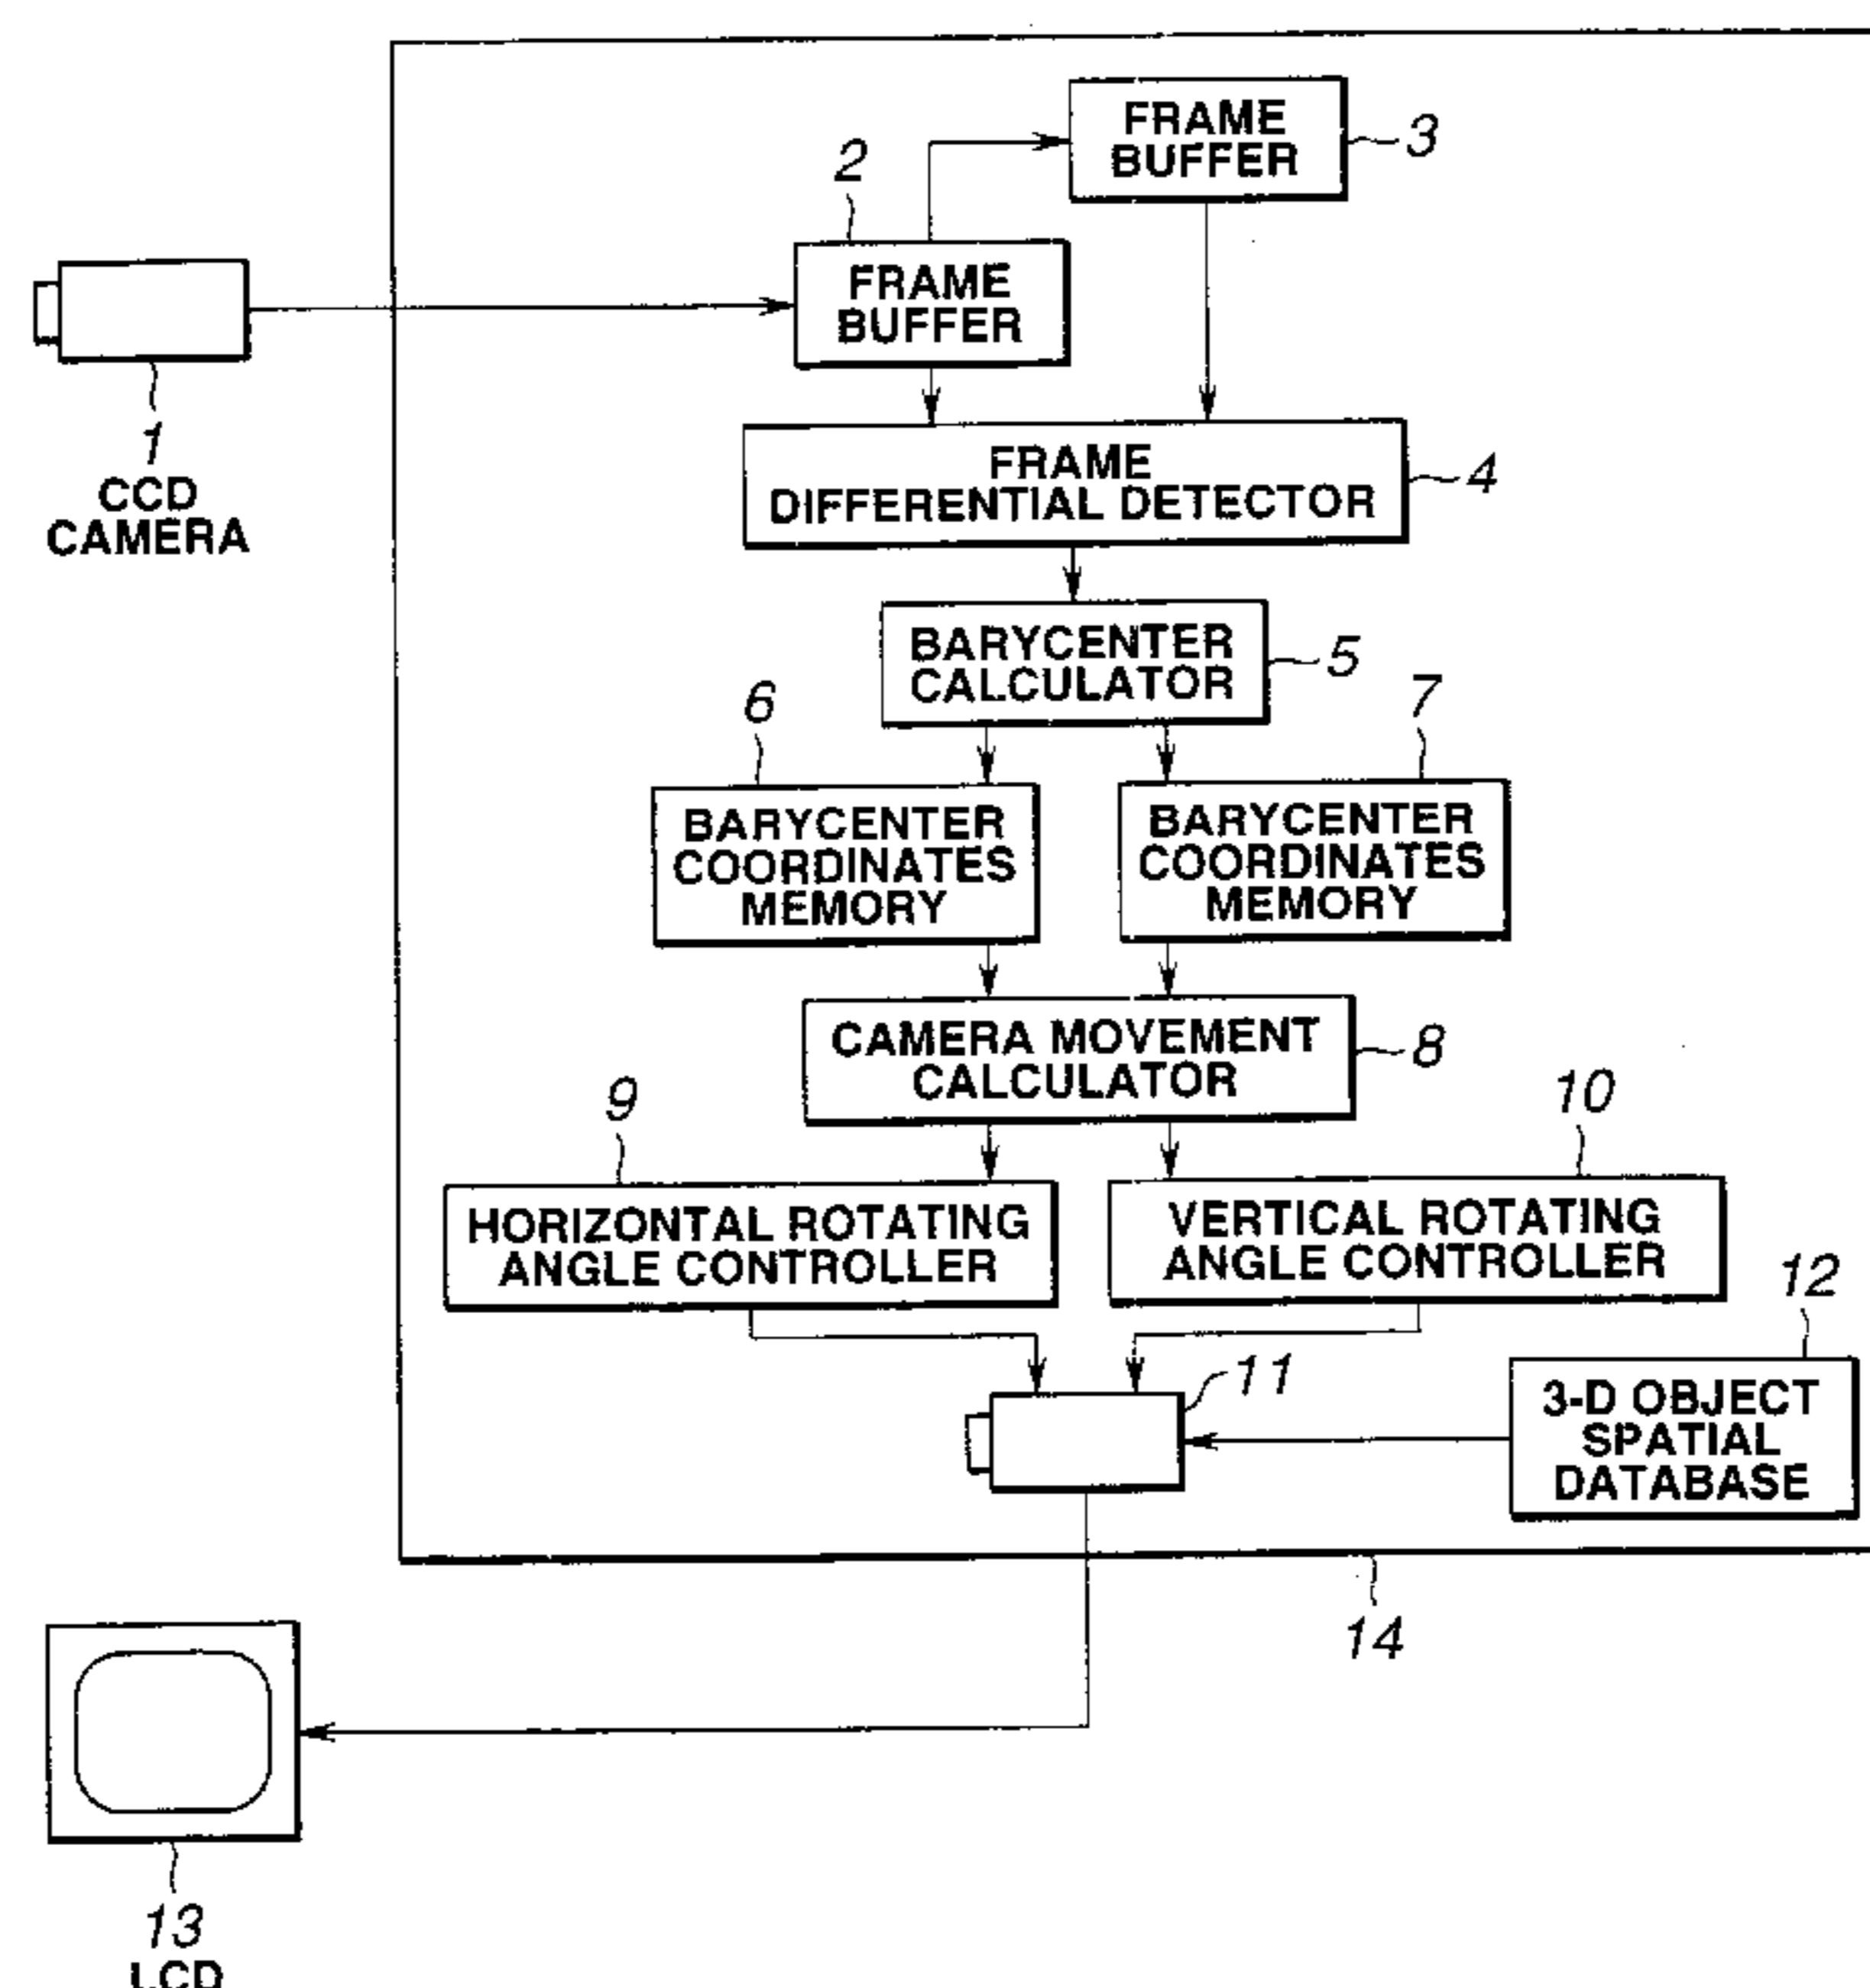 FRAME
BUFFER
3
2
FRAME
BUFFER
1
CCD
CAMERA
FRAME
DIFFERENTIAL DETECTOR
4
BARYCENTER
CALCULATOR
5
6
7
BARYCENTER
COORDINATES
MEMORY
BARYCENTER
COORDINATES
MEMORY
CAMERA MOVEMENT
CALCULATOR
8
9
10
HORIZONTAL ROTATING
ANGLE CONTROLLER
VERTICAL ROTATING
ANGLE CONTROLLER
12
11
3-D OBJECT
SPATIAL
DATABASE
14
13
LCD